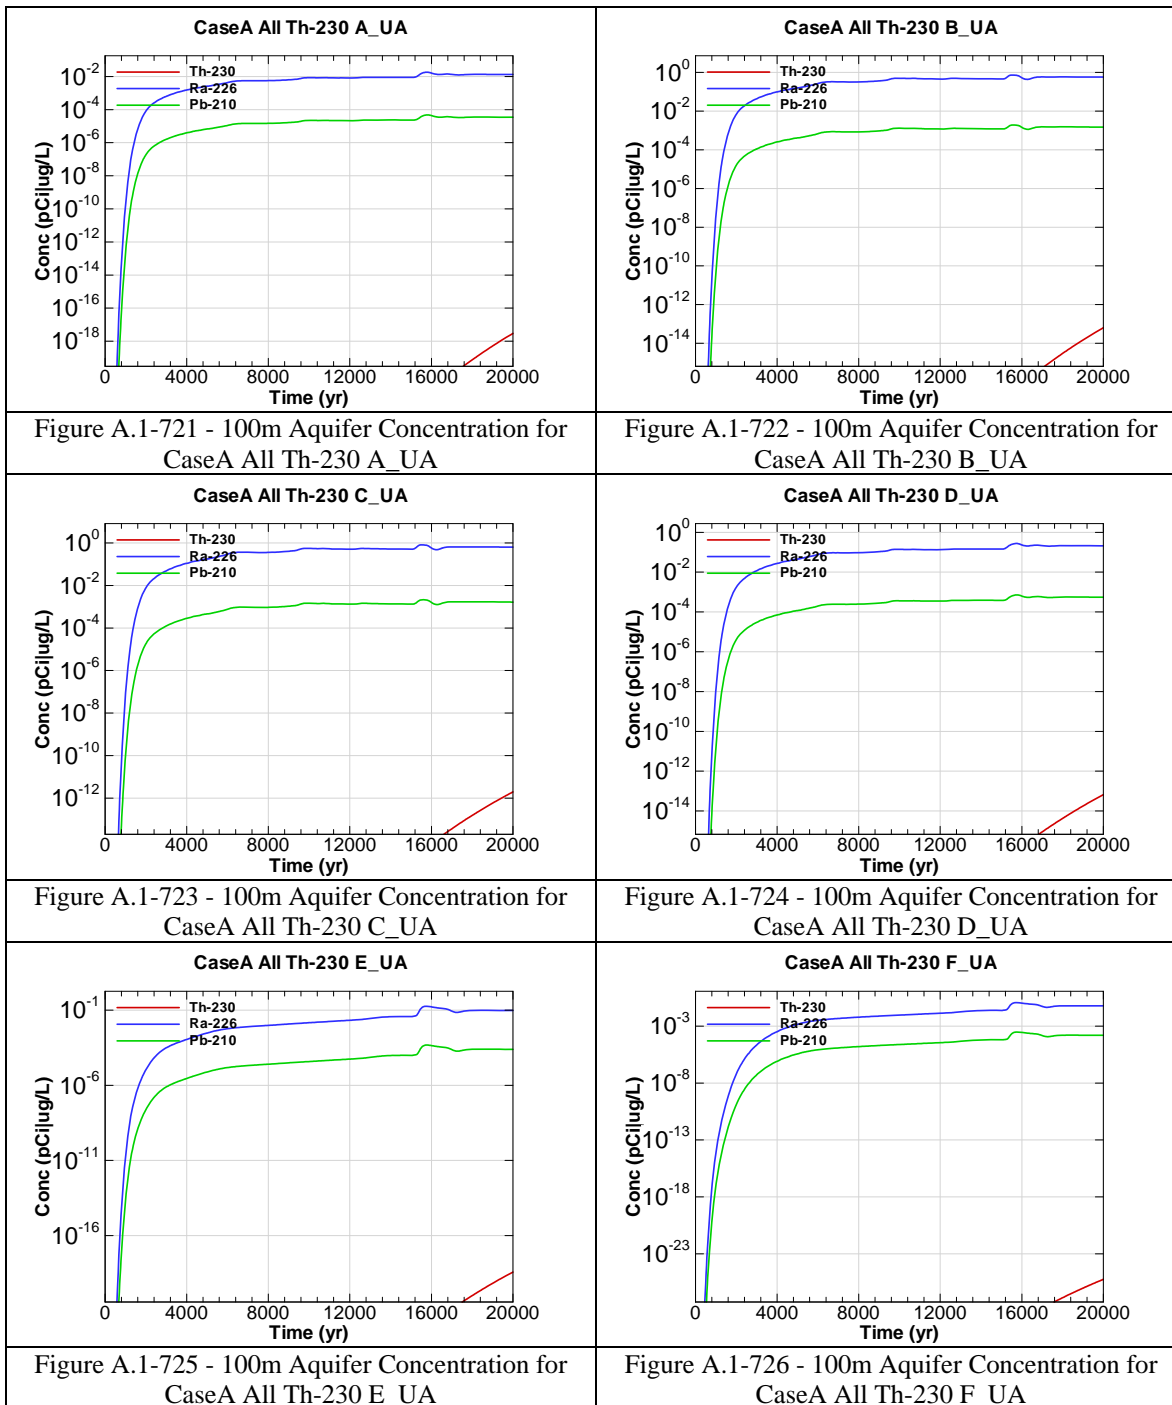 CaseA All Th-230 A_UA
Conc (pCi|ug/L)
10^-2
10^-4
10^-6
10^-8
10^-10
10^-12
10^-14
10^-16
10^-18
Th-230
Ra-226
Pb-210
0 4000 8000 12000 16000 20000
Time (yr)
Figure A.1-721 - 100m Aquifer Concentration for
CaseA All Th-230 A_UA
CaseA All Th-230 B_UA
Conc (pCi|ug/L)
10^0
10^-2
10^-4
10^-6
10^-8
10^-10
10^-12
10^-14
Th-230
Ra-226
Pb-210
0 4000 8000 12000 16000 20000
Time (yr)
Figure A.1-722 - 100m Aquifer Concentration for
CaseA All Th-230 B_UA
CaseA All Th-230 C_UA
Conc (pCi|ug/L)
10^0
10^-2
10^-4
10^-6
10^-8
10^-10
10^-12
Th-230
Ra-226
Pb-210
0 4000 8000 12000 16000 20000
Time (yr)
Figure A.1-723 - 100m Aquifer Concentration for
CaseA All Th-230 C_UA
CaseA All Th-230 D_UA
Conc (pCi|ug/L)
10^0
10^-2
10^-4
10^-6
10^-8
10^-10
10^-12
10^-14
Th-230
Ra-226
Pb-210
0 4000 8000 12000 16000 20000
Time (yr)
Figure A.1-724 - 100m Aquifer Concentration for
CaseA All Th-230 D_UA
CaseA All Th-230 E_UA
Conc (pCi|ug/L)
10^-1
10^-6
10^-11
10^-16
Th-230
Ra-226
Pb-210
0 4000 8000 12000 16000 20000
Time (yr)
Figure A.1-725 - 100m Aquifer Concentration for
CaseA All Th-230 E_UA
CaseA All Th-230 F_UA
Conc (pCi|ug/L)
10^-3
10^-8
10^-13
10^-18
10^-23
Th-230
Ra-226
Pb-210
0 4000 8000 12000 16000 20000
Time (yr)
Figure A.1-726 - 100m Aquifer Concentration for
CaseA All Th-230 F_UA